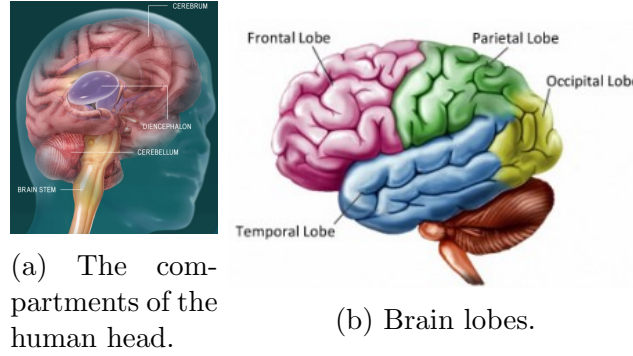 CEREBRUM
DIENCEPHALON
CEREBELLUM
BRAIN STEM
(a) The com-
partments of the
human head.
Frontal Lobe
Parietal Lobe
Occipital Lobe
Temporal Lobe
(b) Brain lobes.